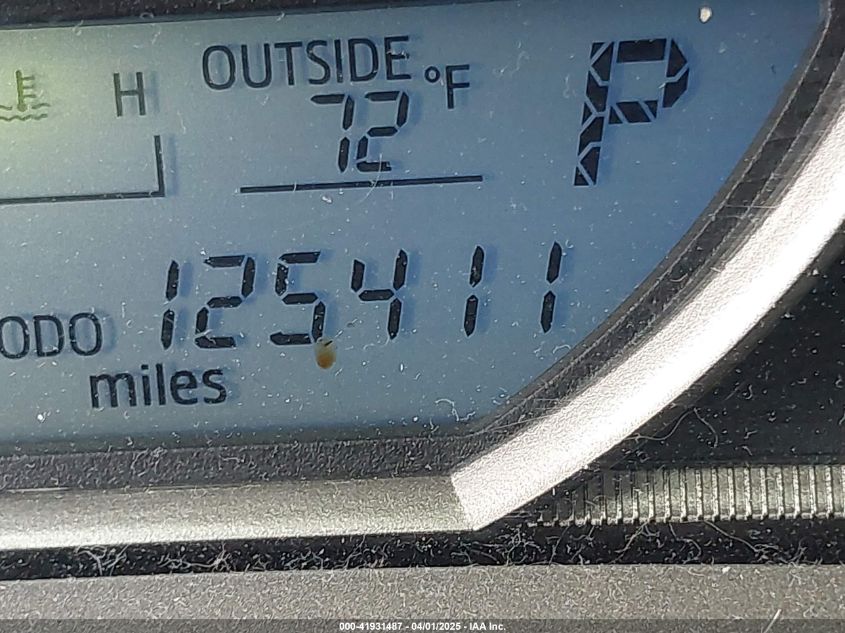 OUTSIDE °F
H
72
P
ODO 125411
miles
000-41931487 - 04/01/2025 - IAA Inc.